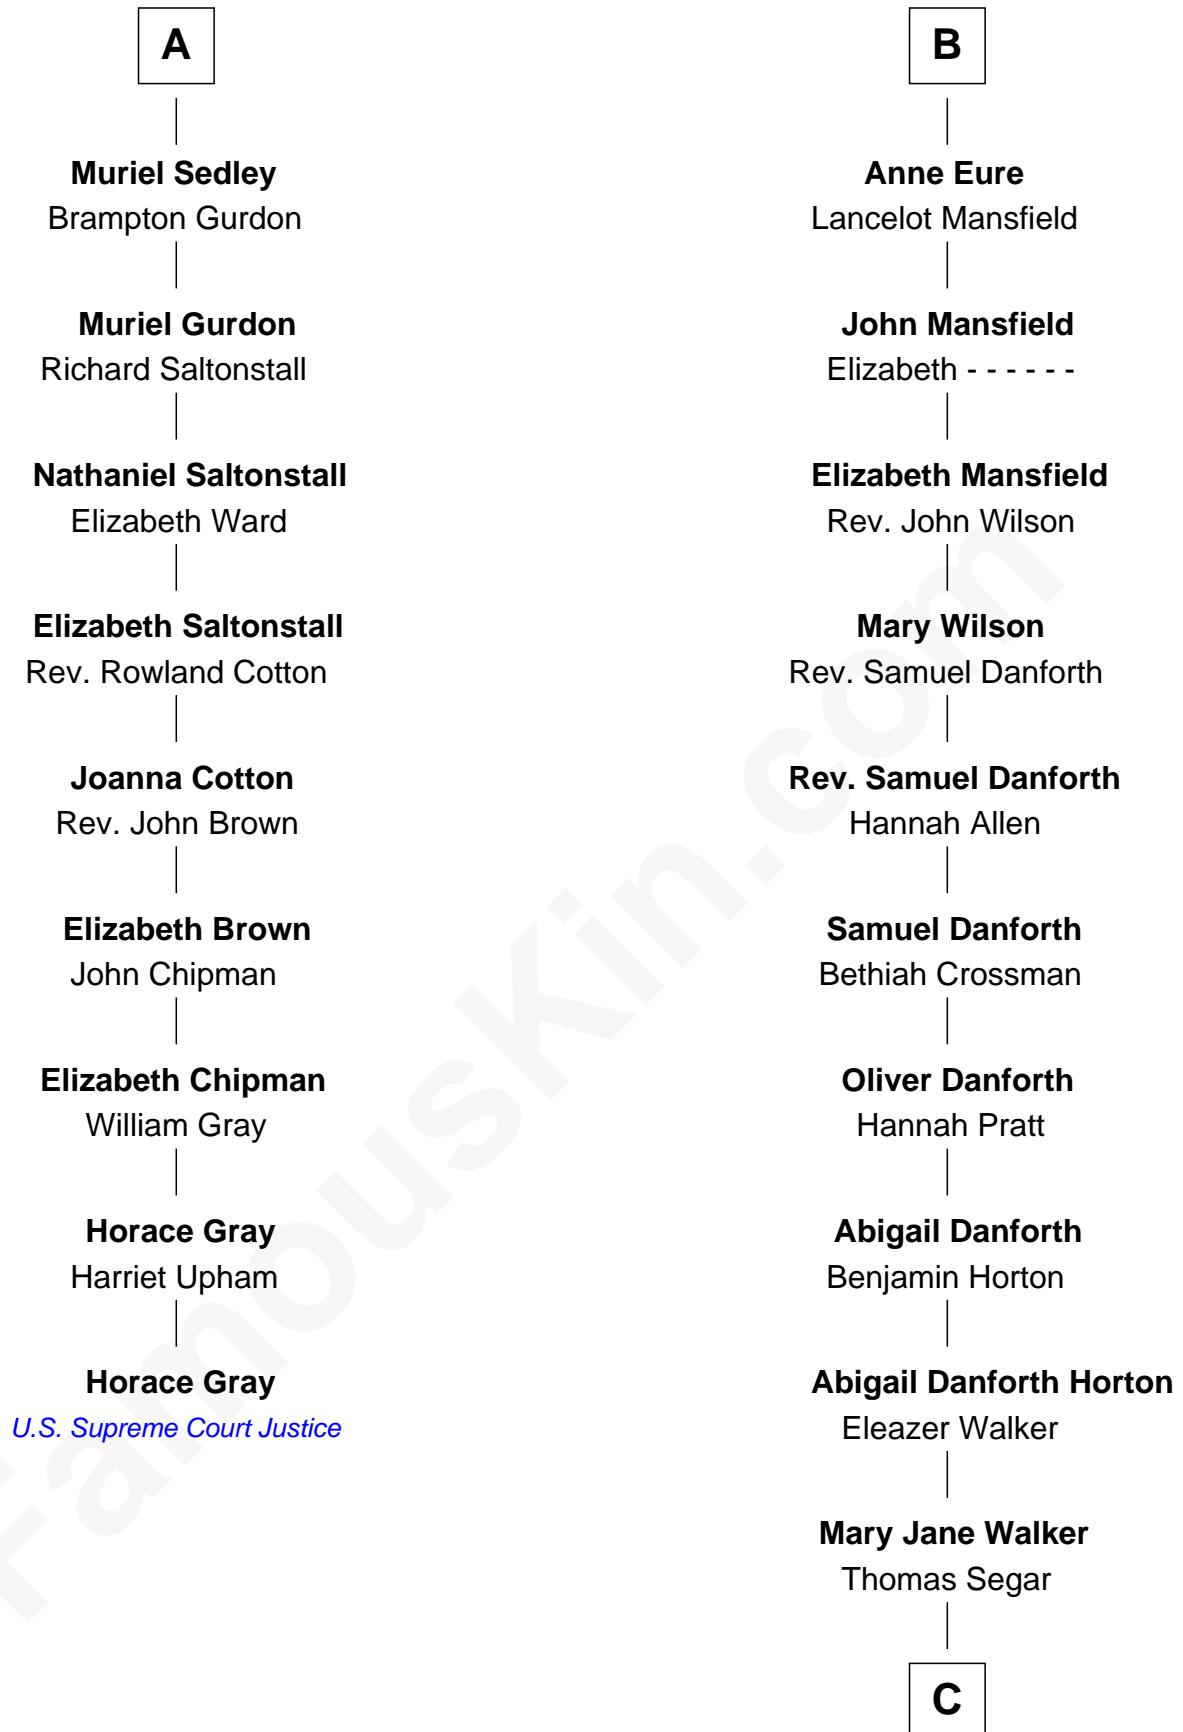 A
Muriel Sedley
Brampton Gurdon
Muriel Gurdon
Richard Saltonstall
Nathaniel Saltonstall
Elizabeth Ward
Elizabeth Saltonstall
Rev. Rowland Cotton
Joanna Cotton
Rev. John Brown
Elizabeth Brown
John Chipman
Elizabeth Chipman
William Gray
Horace Gray
Harriet Upham
Horace Gray
U.S. Supreme Court Justice
B
Anne Eure
Lancelot Mansfield
John Mansfield
Elizabeth - - - - - -
Elizabeth Mansfield
Rev. John Wilson
Mary Wilson
Rev. Samuel Danforth
Rev. Samuel Danforth
Hannah Allen
Samuel Danforth
Bethiah Crossman
Oliver Danforth
Hannah Pratt
Abigail Danforth
Benjamin Horton
Abigail Danforth Horton
Eleazer Walker
Mary Jane Walker
Thomas Segar
C
FamousKin.com